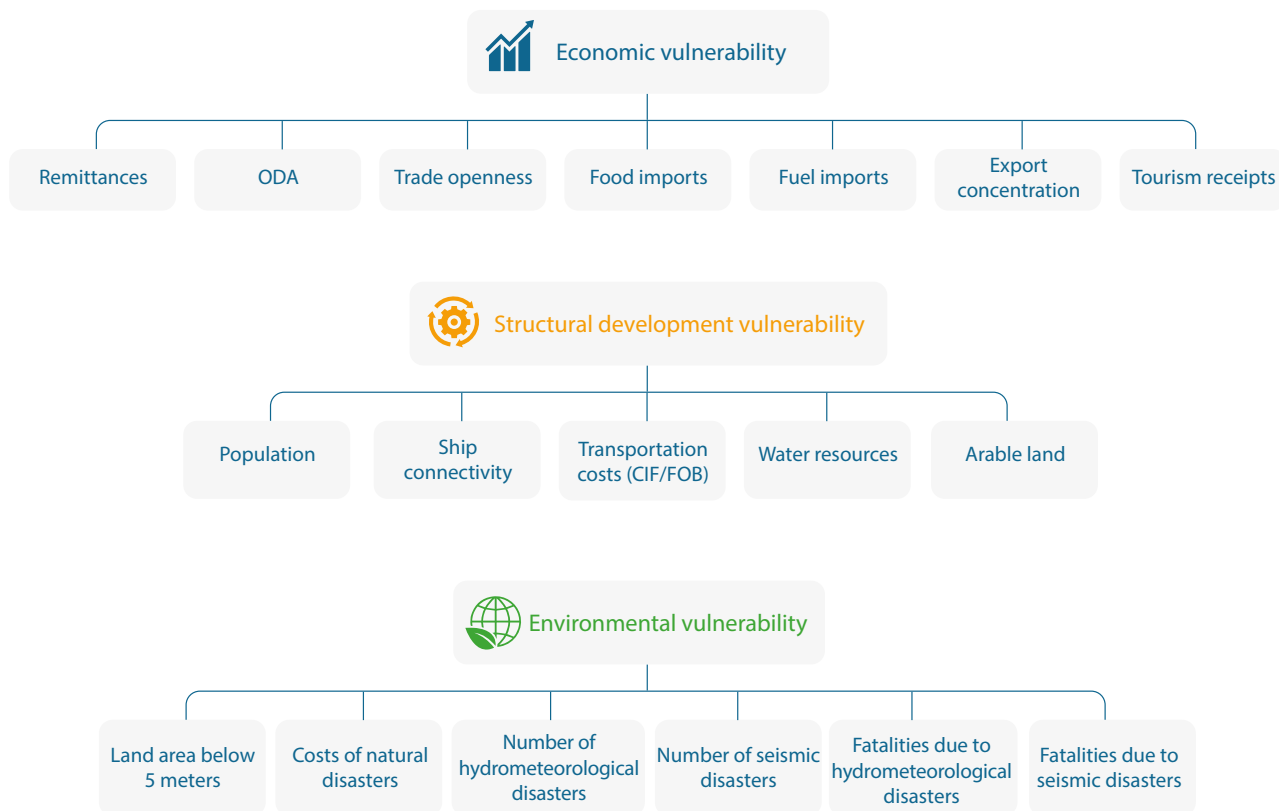 Economic vulnerability
Remittances
ODA
Trade openness
Food imports
Fuel imports
Export
concentration
Tourism receipts
Structural development vulnerability
Population
Ship
connectivity
Transportation
costs (CIF/FOB)
Water resources
Arable land
Environmental vulnerability
Land area below
5 meters
Costs of natural
disasters
Number of
hydrometeorological
disasters
Number of seismic
disasters
Fatalities due to
hydrometeorological
disasters
Fatalities due to
seismic disasters